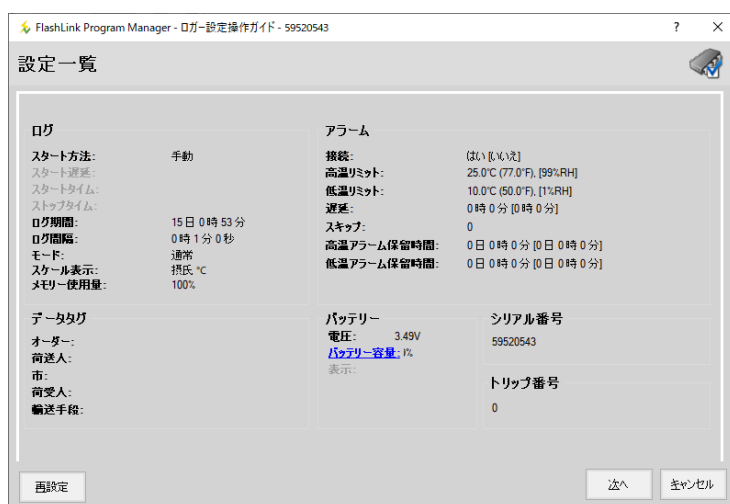 FlashLink Program Manager - ロガー設定操作ガイド - 59520543
設定一覧
ログ
スタート方法: 手動
スタート遅延:
スタートタイム:
ストップタイム:
ログ期間: 15日 0時 53分
ログ間隔: 0時 1分 0秒
モード: 通常
スケール表示: 摂氏 °C
メモリー使用量: 100%
アラーム
接続: はい [いいえ]
高温リミット: 25.0°C (77.0°F), [99%RH]
低温リミット: 10.0°C (50.0°F), [1%RH]
遅延: 0時 0分 [0時 0分]
スキップ: 0
高温アラーム保留時間: 0日 0時 0分 [0日 0時 0分]
低温アラーム保留時間: 0日 0時 0分 [0日 0時 0分]
データタグ
オーダー:
荷送人:
市:
荷受人:
輸送手段:
バッテリー
電圧: 3.49V
バッテリー容量:
表示:
シリアル番号
59520543
トリップ番号
0
再設定
次へ
キャンセル